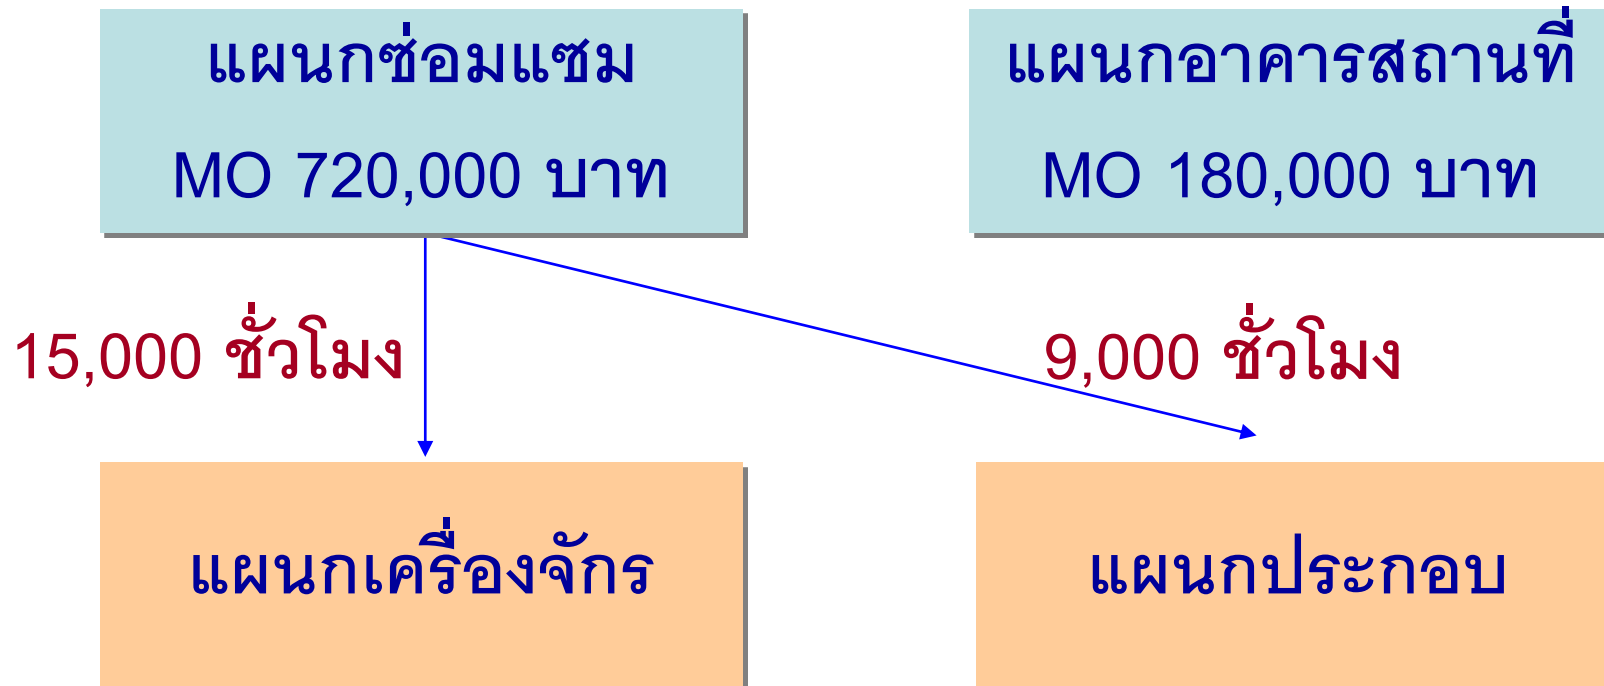 แผนกซ่อมแซม
MO 720,000 บาท
แผนกอาคารสถานที่
MO 180,000 บาท
15,000 ชั่วโมง
9,000 ชั่วโมง
แผนกเครื่องจักร
แผนกประกอบ